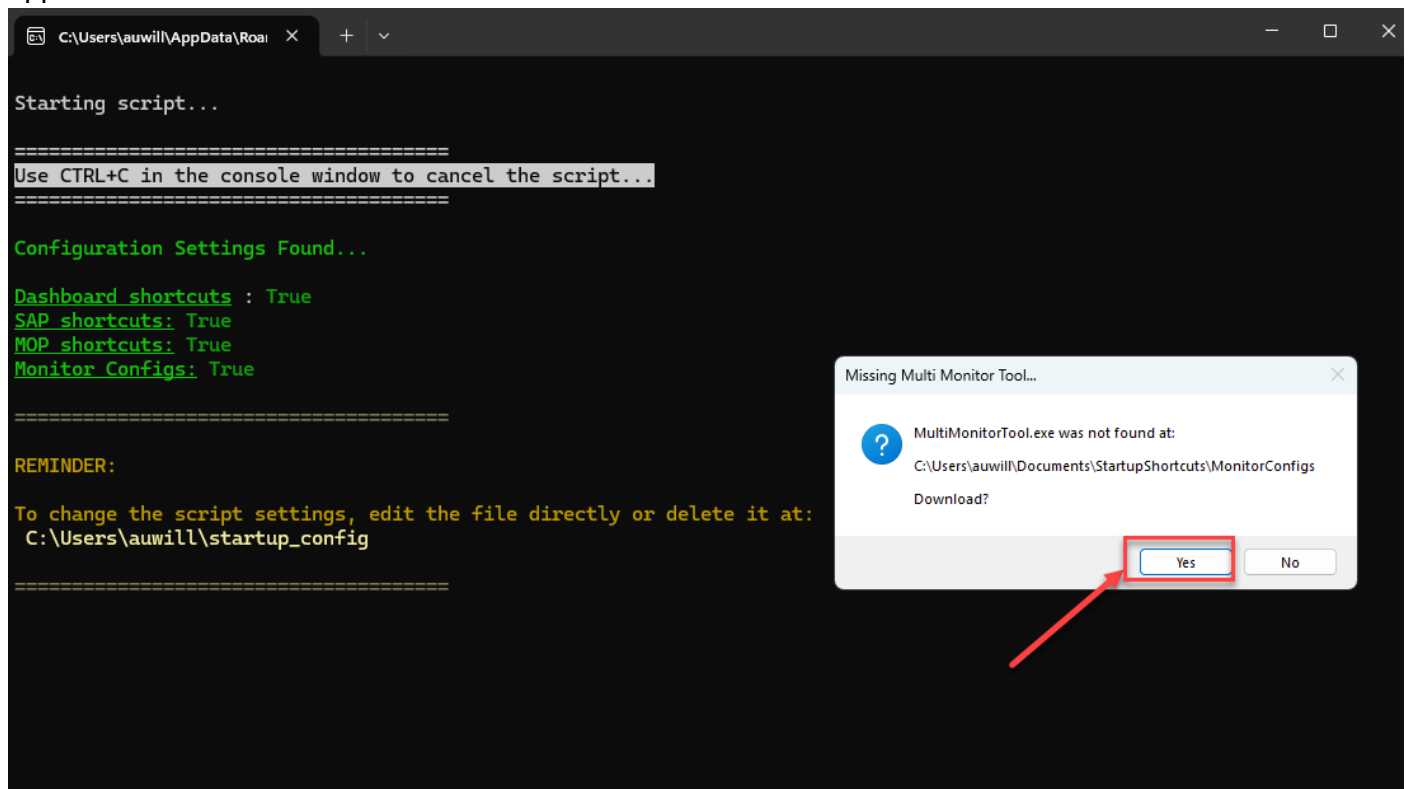 C:\Users\auwill\AppData\Roa
Starting script...
=====================================
Use CTRL+C in the console window to cancel the script...
=====================================
Configuration Settings Found...
Dashboard shortcuts : True
SAP shortcuts: True
MOP shortcuts: True
Monitor Configs: True
=====================================
REMINDER:
To change the script settings, edit the file directly or delete it at:
C:\Users\auwill\startup_config
=====================================
Missing Multi Monitor Tool...
MultiMonitorTool.exe was not found at:
C:\Users\auwill\Documents\StartupShortcuts\MonitorConfigs
Download?
Yes No